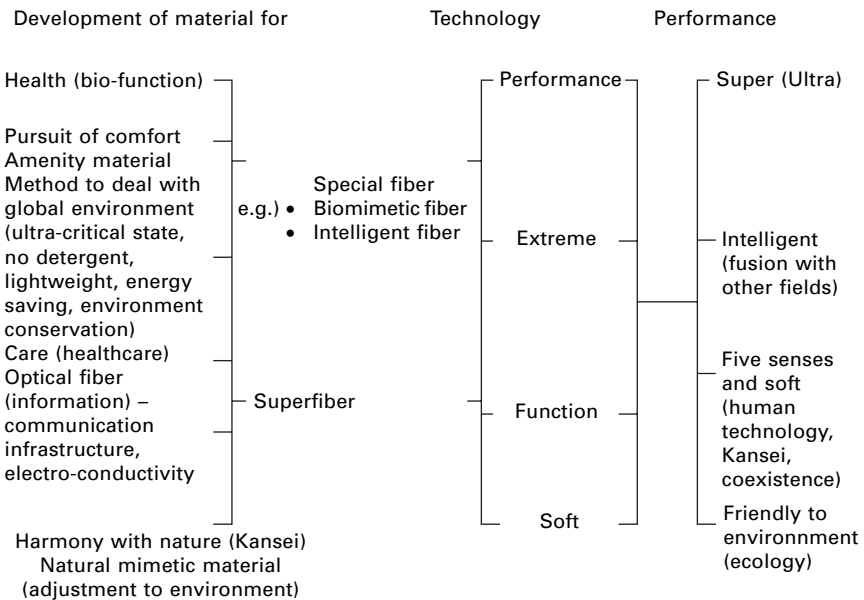 Development of material for
Technology
Performance
Health (bio-function)
Pursuit of comfort
Amenity material
Method to deal with
global environment
(ultra-critical state,
no detergent,
lightweight, energy
saving, environment
conservation)
Care (healthcare)
Optical fiber
(information) –
communication
infrastructure,
electro-conductivity
Harmony with nature (Kansei)
Natural mimetic material
(adjustment to environment)
Special fiber
e.g.) • Biomimetic fiber
• Intelligent fiber
Superfiber
Performance
Extreme
Function
Soft
Super (Ultra)
Intelligent
(fusion with
other fields)
Five senses
and soft
(human
technology,
Kansei,
coexistence)
Friendly to
environnment
(ecology)